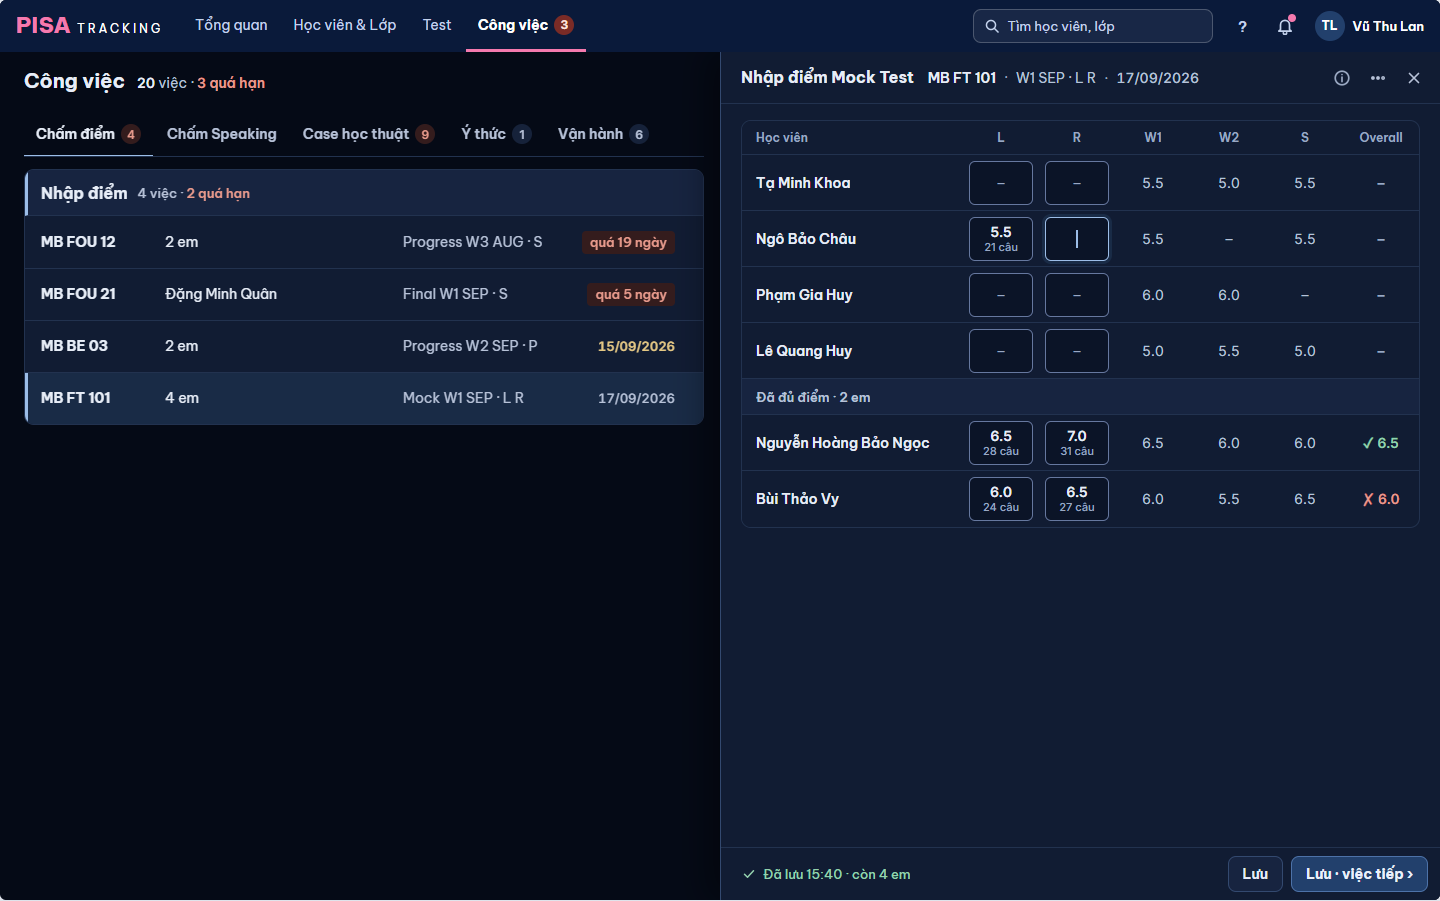 PISA TRACKING Tổng quan Học viên & Lớp Test Công việc 3 Tìm học viên, lớp ? TL Vũ Thu Lan
Công việc 20 việc · 3 quá hạn
Chấm điểm 4 Chấm Speaking Case học thuật 9 Ý thức 1 Vận hành 6
Nhập điểm 4 việc · 2 quá hạn
MB FOU 12 2 em Progress W3 AUG · S quá 19 ngày
MB FOU 21 Đặng Minh Quân Final W1 SEP · S quá 5 ngày
MB BE 03 2 em Progress W2 SEP · P 15/09/2026
MB FT 101 4 em Mock W1 SEP · L R 17/09/2026
Nhập điểm Mock Test MB FT 101 · W1 SEP · L R · 17/09/2026
Học viên L R W1 W2 S Overall
Tạ Minh Khoa – – 5.5 5.0 5.5 –
Ngô Bảo Châu 5.5 21 câu 5.5 – 5.5 –
Phạm Gia Huy – – 6.0 6.0 – –
Lê Quang Huy – – 5.0 5.5 5.0 –
Đã đủ điểm · 2 em
Nguyễn Hoàng Bảo Ngọc 6.5 28 câu 7.0 31 câu 6.5 6.0 6.0 ✓ 6.5
Bùi Thảo Vy 6.0 24 câu 6.5 27 câu 6.0 5.5 6.5 ✗ 6.0
Đã lưu 15:40 · còn 4 em Lưu Lưu · việc tiếp ›